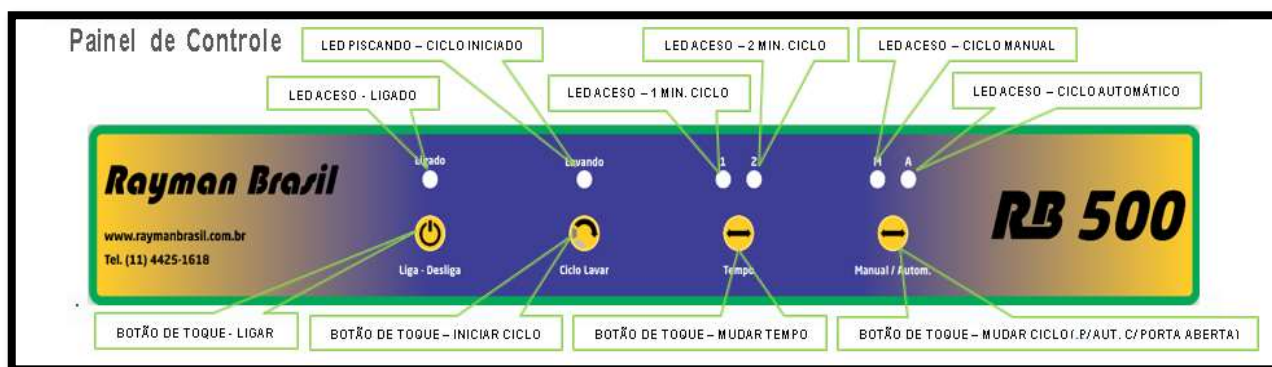 Painel de Controle
LED PISCANDO – CICLO INICIADO
LED ACESO – 2 MIN. CICLO
LED ACESO – CICLO MANUAL
LED ACESO - LIGADO
LED ACESO – 1 MIN. CICLO
LED ACESO – CICLO AUTOMÁTICO
Ligado
Lavando
1 2
M A
Rayman Brasil
RB 500
www.raymanbrasil.com.br
Tel. (11) 4425-1618
Liga - Desliga
Ciclo Lavar
Tempo
Manual / Autom.
BOTÃO DE TOQUE - LIGAR
BOTÃO DE TOQUE – INICIAR CICLO
BOTÃO DE TOQUE – MUDAR TEMPO
BOTÃO DE TOQUE – MUDAR CICLO (.P/AUT. C/PORTA ABERTA)